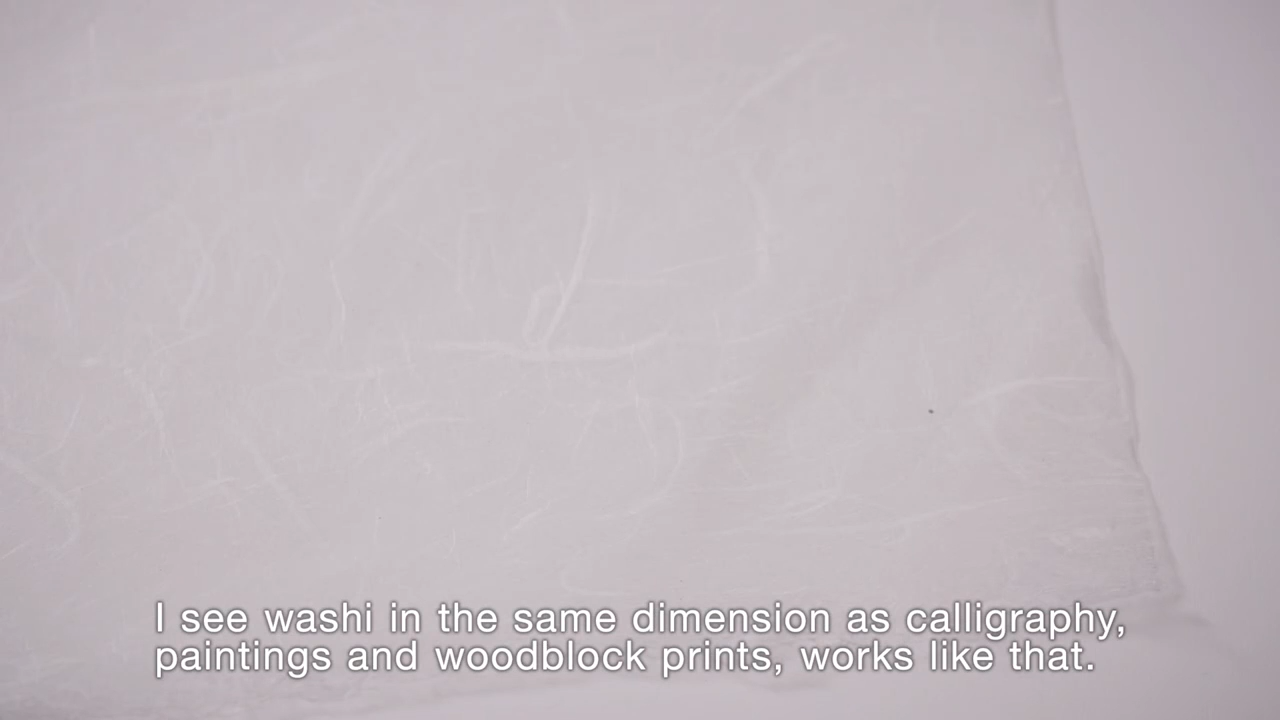 I see washi in the same dimension as calligraphy,
paintings and woodblock prints, works like that.